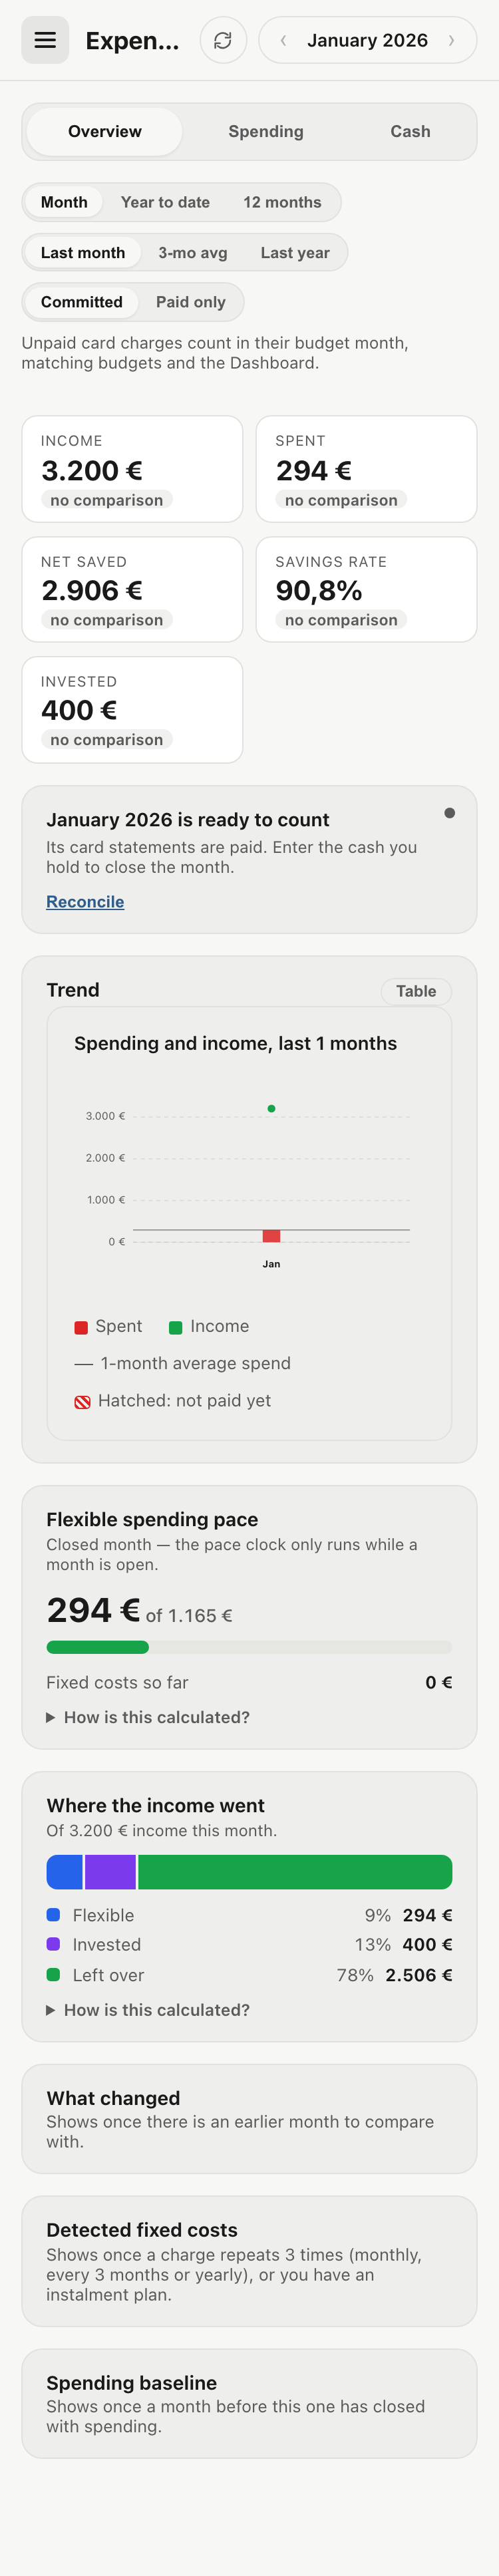 Expen...
January 2026
Overview Spending Cash
Month Year to date 12 months
Last month 3-mo avg Last year
Committed Paid only
Unpaid card charges count in their budget month,
matching budgets and the Dashboard.
INCOME
3.200 €
no comparison
SPENT
294 €
no comparison
NET SAVED
2.906 €
no comparison
SAVINGS RATE
90,8%
no comparison
INVESTED
400 €
no comparison
January 2026 is ready to count
Its card statements are paid. Enter the cash you
hold to close the month.
Reconcile
Trend
Table
Spending and income, last 1 months
3.000 €
2.000 €
1.000 €
0 €
Jan
Spent Income
1-month average spend
Hatched: not paid yet
Flexible spending pace
Closed month — the pace clock only runs while a
month is open.
294 € of 1.165 €
Fixed costs so far 0 €
How is this calculated?
Where the income went
Of 3.200 € income this month.
Flexible 9% 294 €
Invested 13% 400 €
Left over 78% 2.506 €
How is this calculated?
What changed
Shows once there is an earlier month to compare
with.
Detected fixed costs
Shows once a charge repeats 3 times (monthly,
every 3 months or yearly), or you have an
instalment plan.
Spending baseline
Shows once a month before this one has closed
with spending.